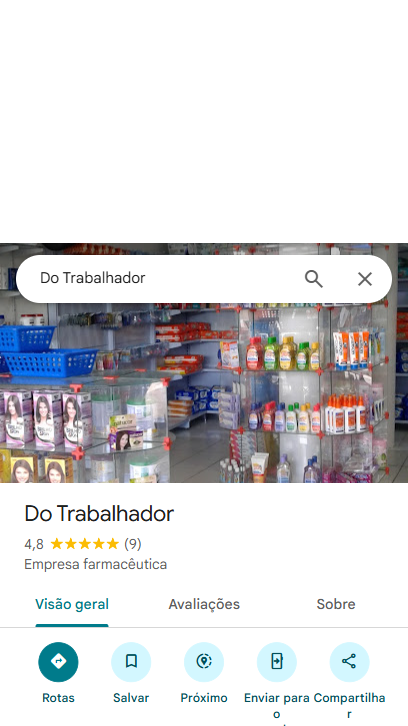 Do Trabalhador
Do Trabalhador
4,8 (9)
Empresa farmacêutica
Visão geral Avaliações Sobre
Rotas Salvar Próximo Enviar para o Compartilhar